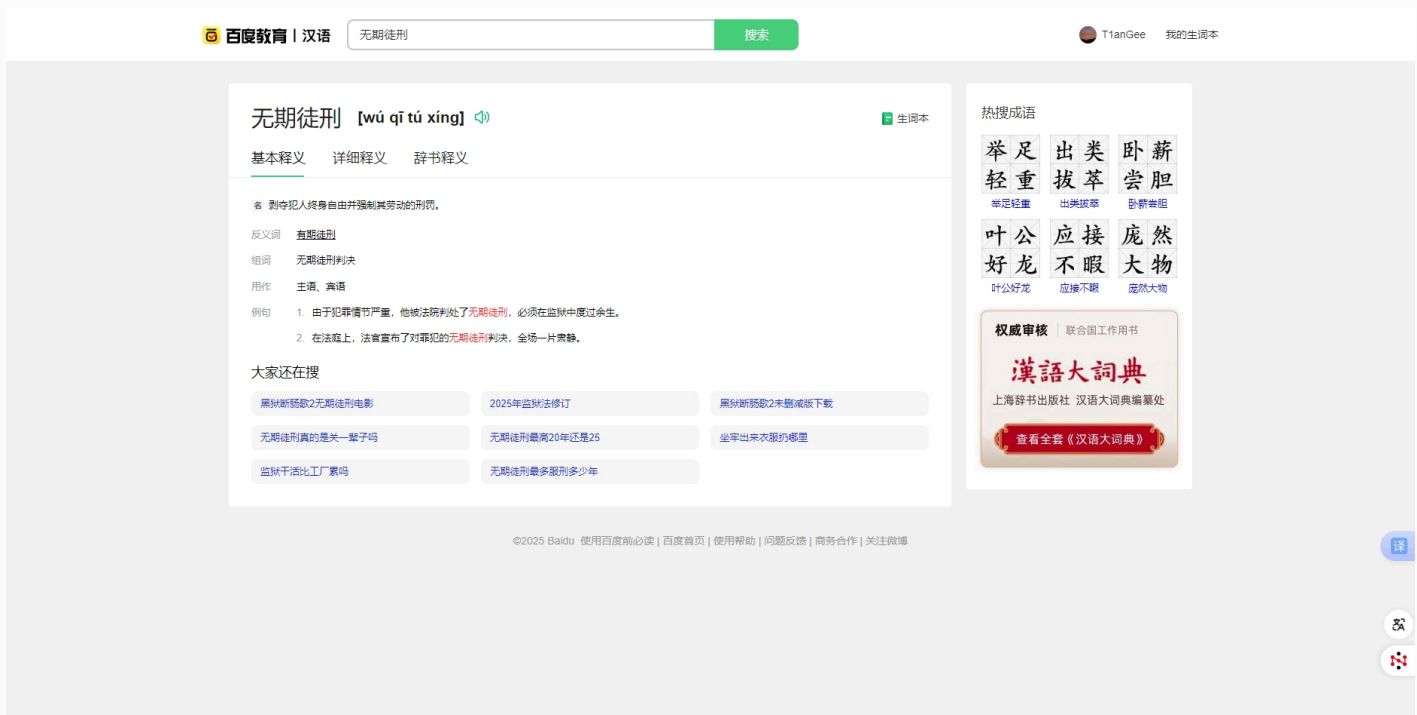 百度教育 | 汉语
无期徒刑
搜索
T1anGee
我的生词本
无期徒刑 [wú qī tú xíng]
生词本
基本释义 详细释义 辞书释义
名 剥夺犯人终身自由并强制其劳动的刑罚。
反义词 有期徒刑
组词 无期徒刑判决
用作 主语、宾语
例句 1. 由于犯罪情节严重，他被法院判处了无期徒刑，必须在监狱中度过余生。
2. 在法庭上，法官宣布了对罪犯的无期徒刑判决，全场一片肃静。
大家还在搜
黑狱断肠歌2无期徒刑电影 2025年监狱法修订 黑狱断肠歌2未删减版下载
无期徒刑真的是关一辈子吗 无期徒刑最高20年还是25 坐牢出来衣服扔哪里
监狱干活比工厂累吗 无期徒刑最多服刑多少年
热搜成语
举足 出类 卧薪
轻重 拔萃 尝胆
举足轻重 出类拔萃 卧薪尝胆
叶公 应接 庞然
好龙 不暇 大物
叶公好龙 应接不暇 庞然大物
权威审核 | 联合国工作用书
漢語大詞典
上海辞书出版社 汉语大词典编纂处
查看全套《汉语大词典》
©2025 Baidu 使用百度前必读 | 百度首页 | 使用帮助 | 问题反馈 | 商务合作 | 关注微博
译